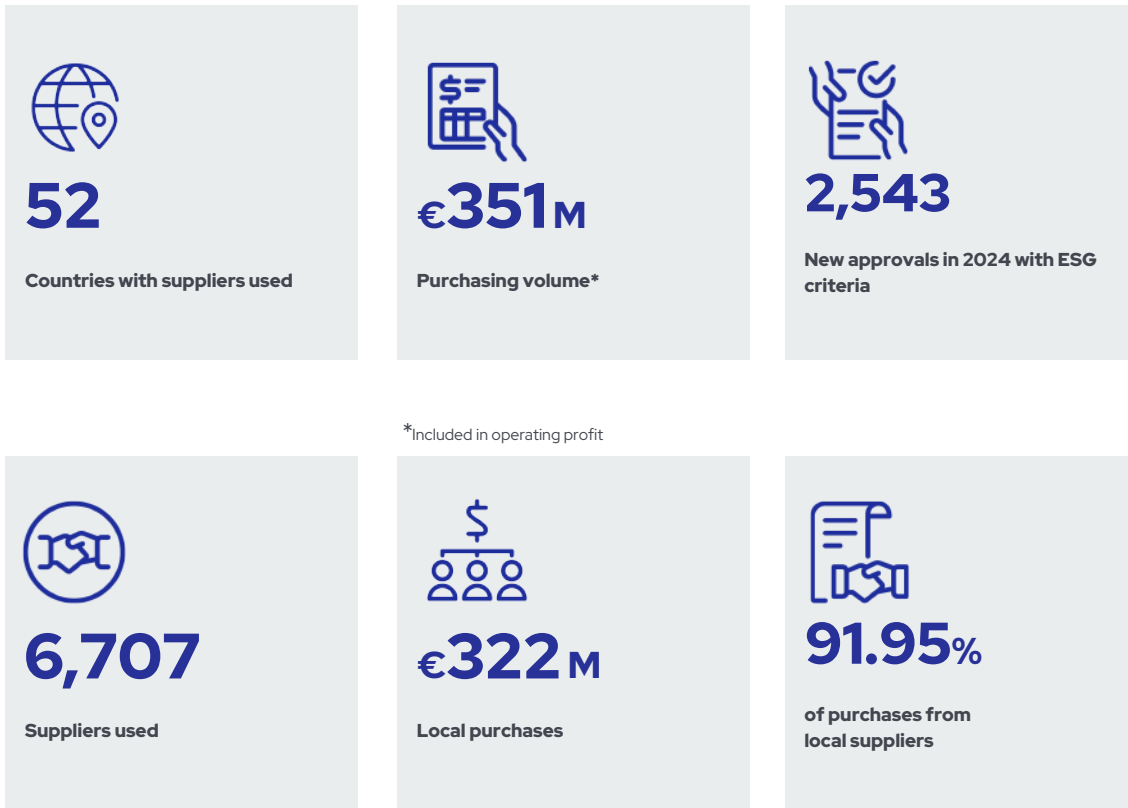 52
Countries with suppliers used
€351M
Purchasing volume*
2,543
New approvals in 2024 with ESG
criteria
*Included in operating profit
6,707
Suppliers used
€322M
Local purchases
91.95%
of purchases from
local suppliers